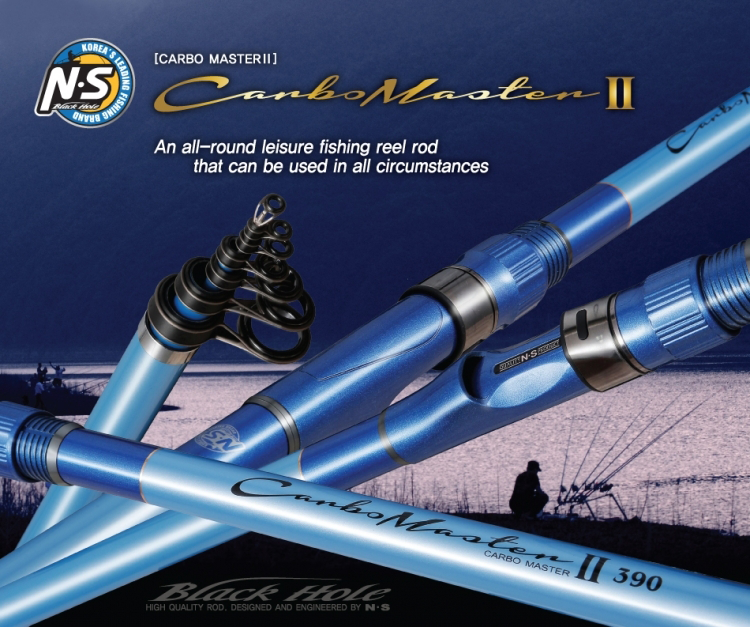 KOREA'S LEADING FISHING BRAND
N·S
Black Hole
[CARBO MASTER II]
CarboMaster II
An all-round leisure fishing reel rod
that can be used in all circumstances
N·S
NS
CarboMaster II 390
CARBO MASTER
Black Hole
HIGH QUALITY ROD. DESIGNED AND ENGINEERED BY N·S